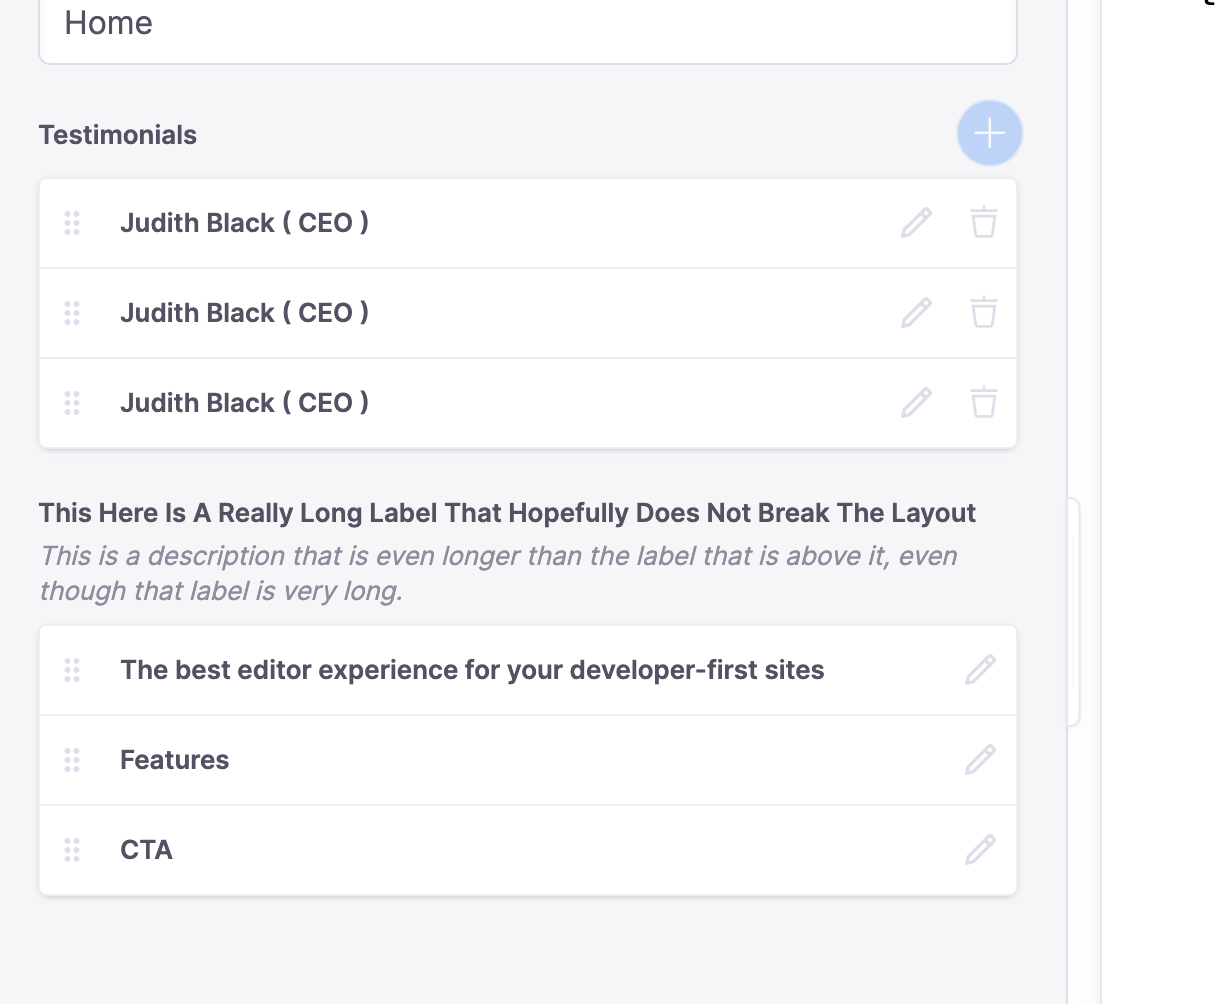 Home
Testimonials
Judith Black ( CEO )
Judith Black ( CEO )
Judith Black ( CEO )
This Here Is A Really Long Label That Hopefully Does Not Break The Layout
This is a description that is even longer than the label that is above it, even
though that label is very long.
The best editor experience for your developer-first sites
Features
CTA